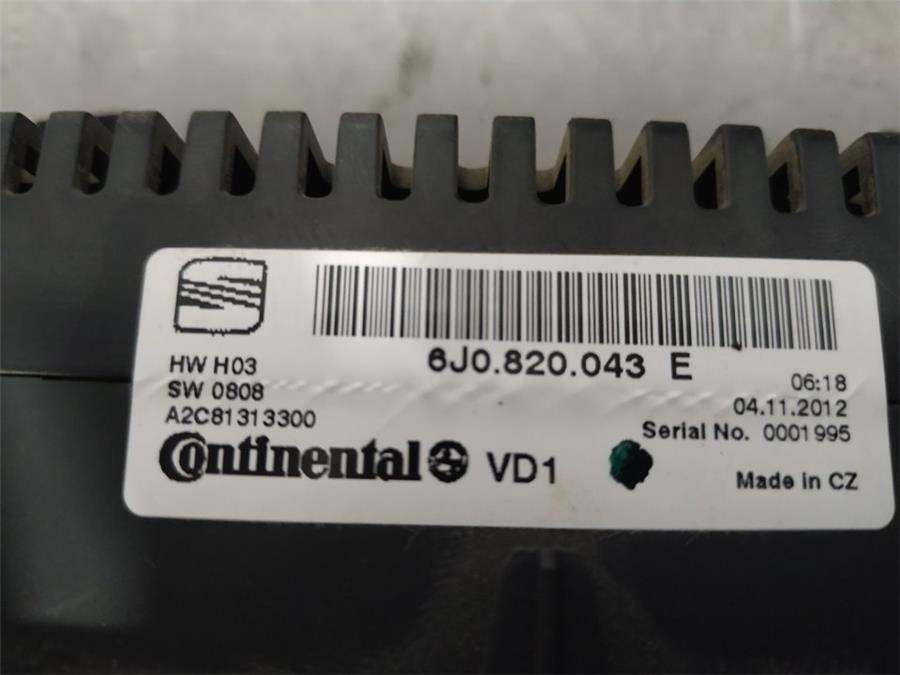 6J0.820.043 E
HW H03
SW 0808
A2C81313300
06:18
04.11.2012
Serial No. 0001995
Continental VD1
Made in CZ